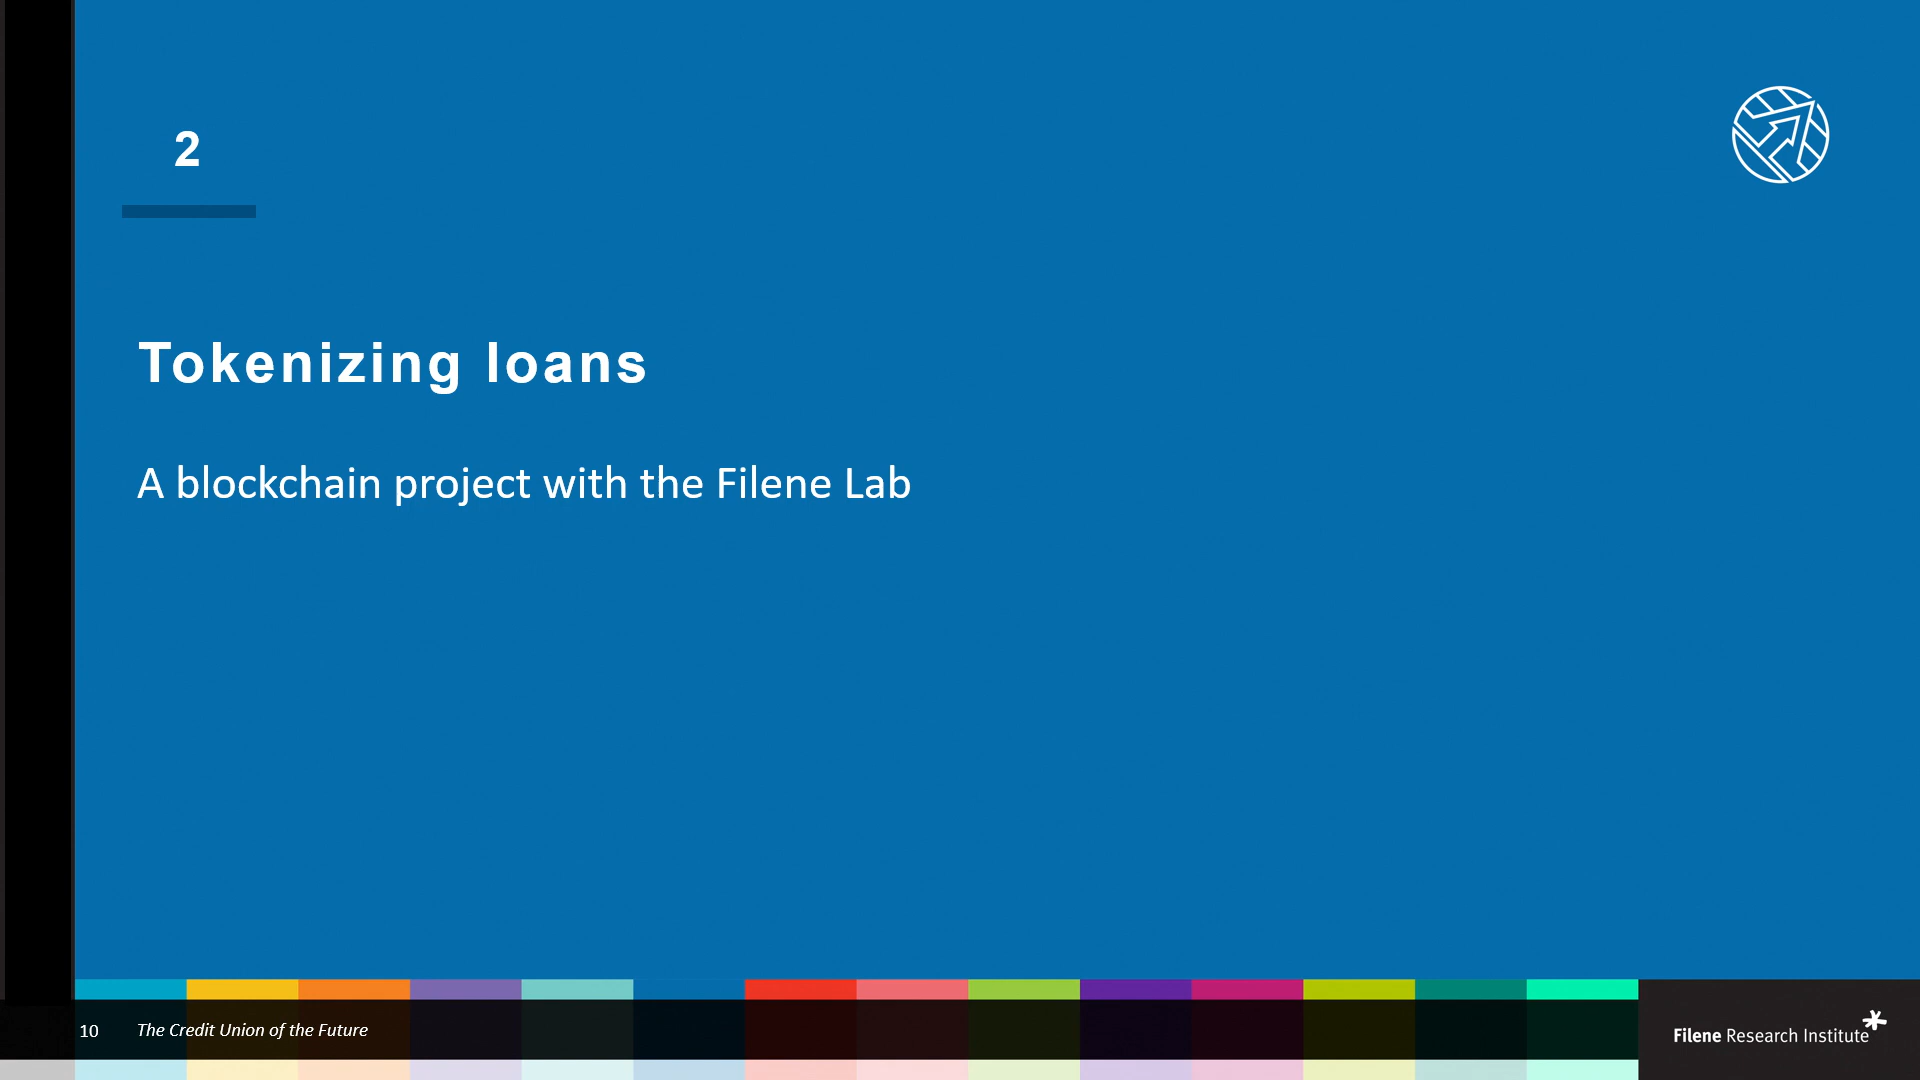 2
Tokenizing loans
A blockchain project with the Filene Lab
10
The Credit Union of the Future
Filene Research Institute